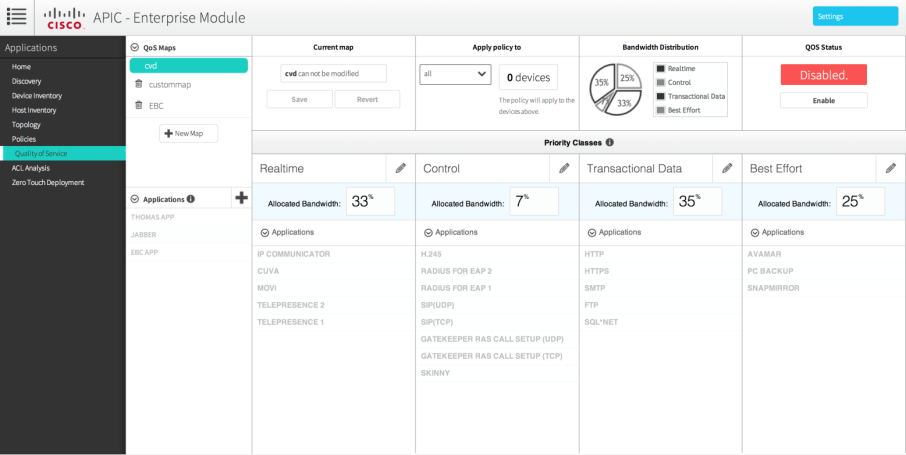 CISCO APIC - Enterprise Module
Settings
Applications
Home
Discovery
Device Inventory
Host Inventory
Topology
Policies
Quality of Service
ACL Analysis
Zero Touch Deployment
QoS Maps
cvd
custommap
EBC
New Map
Applications
THOMAS APP
JABBER
EBC APP
Current map
cvd can not be modified
Save Revert
Apply policy to
all
0 devices
The policy will apply to the
devices above.
Bandwidth Distribution
35% 25%
33%
Realtime
Control
Transactional Data
Best Effort
QOS Status
Disabled.
Enable
Priority Classes
Realtime
Allocated Bandwidth: 33%
Applications
IP COMMUNICATOR
CUVA
MOVI
TELEPRESENCE 2
TELEPRESENCE 1
Control
Allocated Bandwidth: 7%
Applications
H.245
RADIUS FOR EAP 2
RADIUS FOR EAP 1
SIP(UDP)
SIP(TCP)
GATEKEEPER RAS CALL SETUP (UDP)
GATEKEEPER RAS CALL SETUP (TCP)
SKINNY
Transactional Data
Allocated Bandwidth: 35%
Applications
HTTP
HTTPS
SMTP
FTP
SQL*NET
Best Effort
Allocated Bandwidth: 25%
Applications
AVAMAR
PC BACKUP
SNAPMIRROR